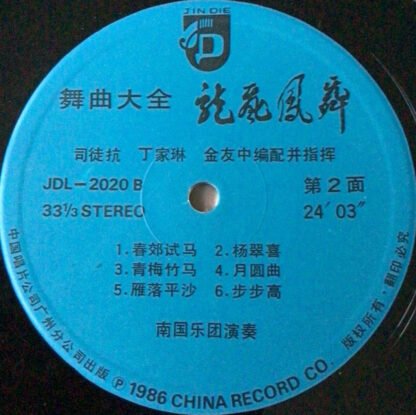 JIN DIE
JD
舞曲大全 龙飞凤舞
司徒抗 丁家琳 金友中编配并指挥
JDL-2020 B 第2面
33⅓ STEREO 24′ 03″
1.春郊试马 2.杨翠喜
3.青梅竹马 4.月圆曲
5.雁落平沙 6.步步高
南国乐团演奏
中国唱片公司广州分公司出版 ℗ 1986 CHINA RECORD CO. 版权所有·翻印必究